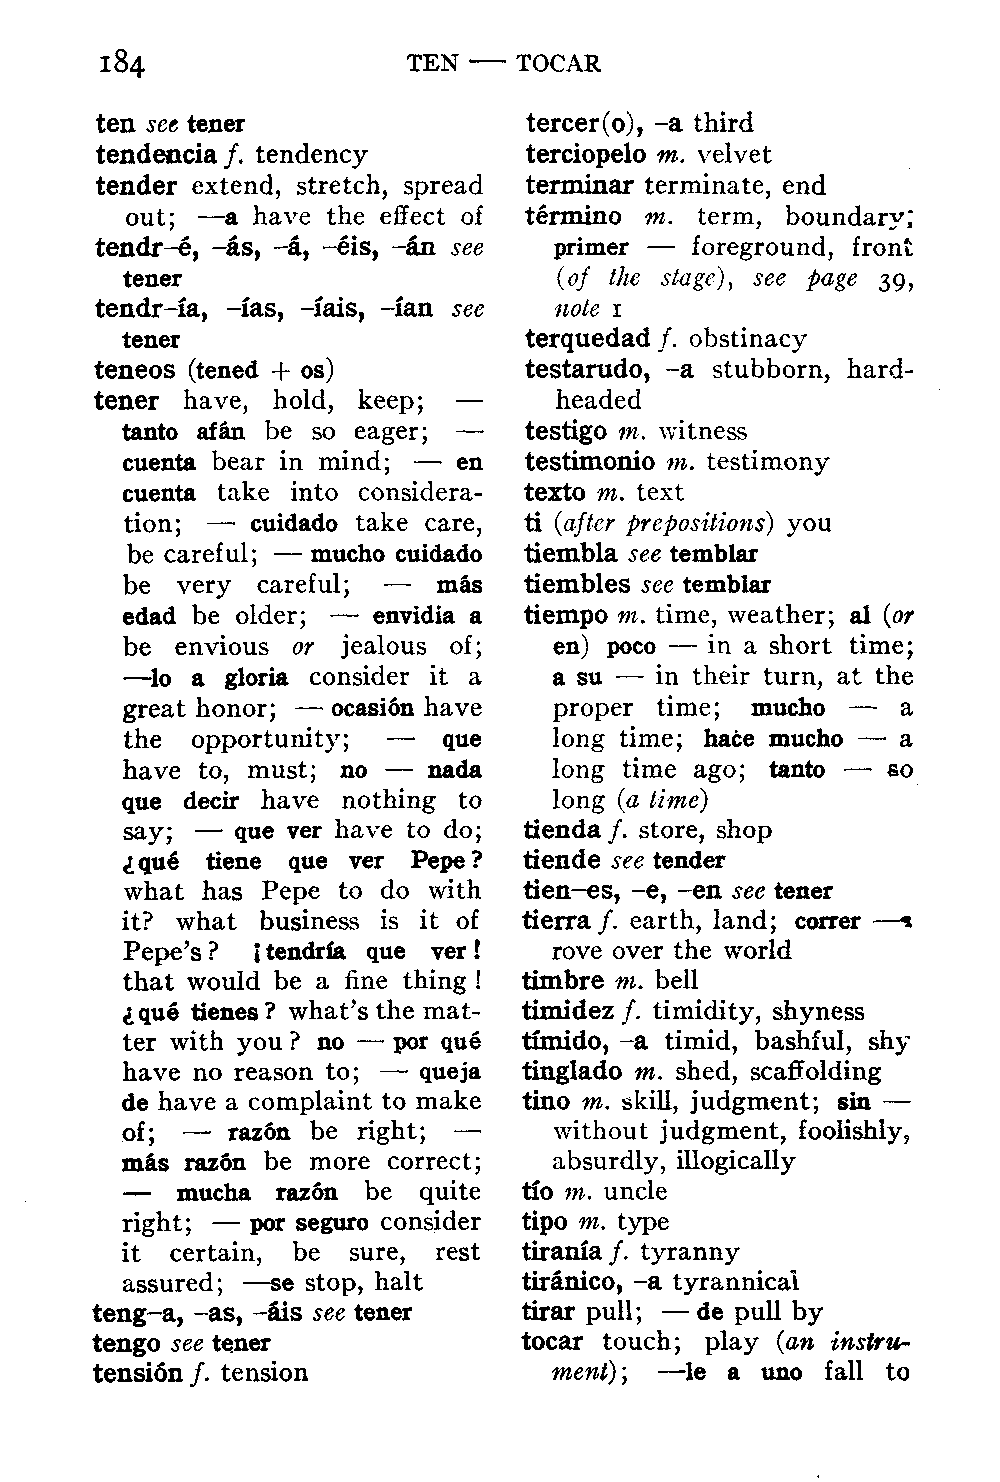 184
TEN — TOCAR
ten see tener
tendencia f. tendency
tender extend, stretch, spread
out; —a have the effect of
tendr-é, -ás, -á, -éis, -án see
tener
tendr-ía, -ías, -íais, -ían see
tener
teneos (tened + os)
tener have, hold, keep; —
tanto afán be so eager; —
cuenta bear in mind; — en
cuenta take into considera-
tion; — cuidado take care,
be careful; — mucho cuidado
be very careful; — más
edad be older; — envidia a
be envious or jealous of;
—lo a gloria consider it a
great honor; — ocasión have
the opportunity; — que
have to, must; no — nada
que decir have nothing to
say; — que ver have to do;
¿qué tiene que ver Pepe?
what has Pepe to do with
it? what business is it of
Pepe's? ¡tendría que ver!
that would be a fine thing!
¿qué tienes? what's the mat-
ter with you? no — por qué
have no reason to; — queja
de have a complaint to make
of; — razón be right; —
más razón be more correct;
— mucha razón be quite
right; — por seguro consider
it certain, be sure, rest
assured; —se stop, halt
teng-a, -as, -áis see tener
tengo see tener
tensión f. tension
tercer(o), -a third
terciopelo m. velvet
terminar terminate, end
término m. term, boundary;
primer — foreground, front
(of the stage), see page 39,
note 1
terquedad f. obstinacy
testarudo, -a stubborn, hard-
headed
testigo m. witness
testimonio m. testimony
texto m. text
ti (after prepositions) you
tiembla see temblar
tiembles see temblar
tiempo m. time, weather; al (or
en) poco — in a short time;
a su — in their turn, at the
proper time; mucho — a
long time; hace mucho — a
long time ago; tanto — so
long (a time)
tienda f. store, shop
tiende see tender
tien-es, -e, -en see tener
tierra f. earth, land; correr —s
rove over the world
timbre m. bell
timidez f. timidity, shyness
tímido, -a timid, bashful, shy
tinglado m. shed, scaffolding
tino m. skill, judgment; sin —
without judgment, foolishly,
absurdly, illogically
tío m. uncle
tipo m. type
tiranía f. tyranny
tiránico, -a tyrannical
tirar pull; — de pull by
tocar touch; play (an instru-
ment); —le a uno fall to